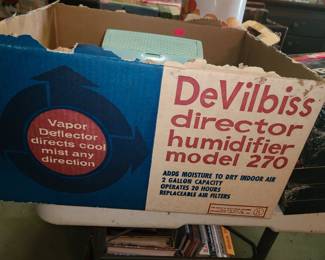 Vapor
Deflector
directs cool
mist any
direction
DeVilbiss
director
humidifier
model 270
ADDS MOISTURE TO DRY INDOOR AIR
2 GALLON CAPACITY
OPERATES 20 HOURS
REPLACEABLE AIR FILTERS